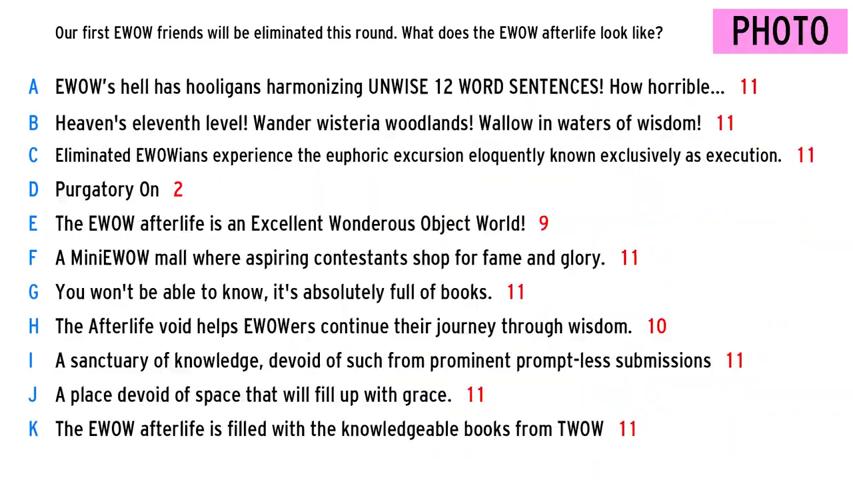 Our first EWOW friends will be eliminated this round. What does the EWOW afterlife look like?
PHOTO
A EWOW's hell has hooligans harmonizing UNWISE 12 WORD SENTENCES! How horrible... 11
B Heaven's eleventh level! Wander wisteria woodlands! Wallow in waters of wisdom! 11
C Eliminated EWOWians experience the euphoric excursion eloquently known exclusively as execution. 11
D Purgatory On 2
E The EWOW afterlife is an Excellent Wonderous Object World! 9
F A MiniEWOW mall where aspiring contestants shop for fame and glory. 11
G You won't be able to know, it's absolutely full of books. 11
H The Afterlife void helps EWOWers continue their journey through wisdom. 10
I A sanctuary of knowledge, devoid of such from prominent prompt-less submissions 11
J A place devoid of space that will fill up with grace. 11
K The EWOW afterlife is filled with the knowledgeable books from TWOW 11